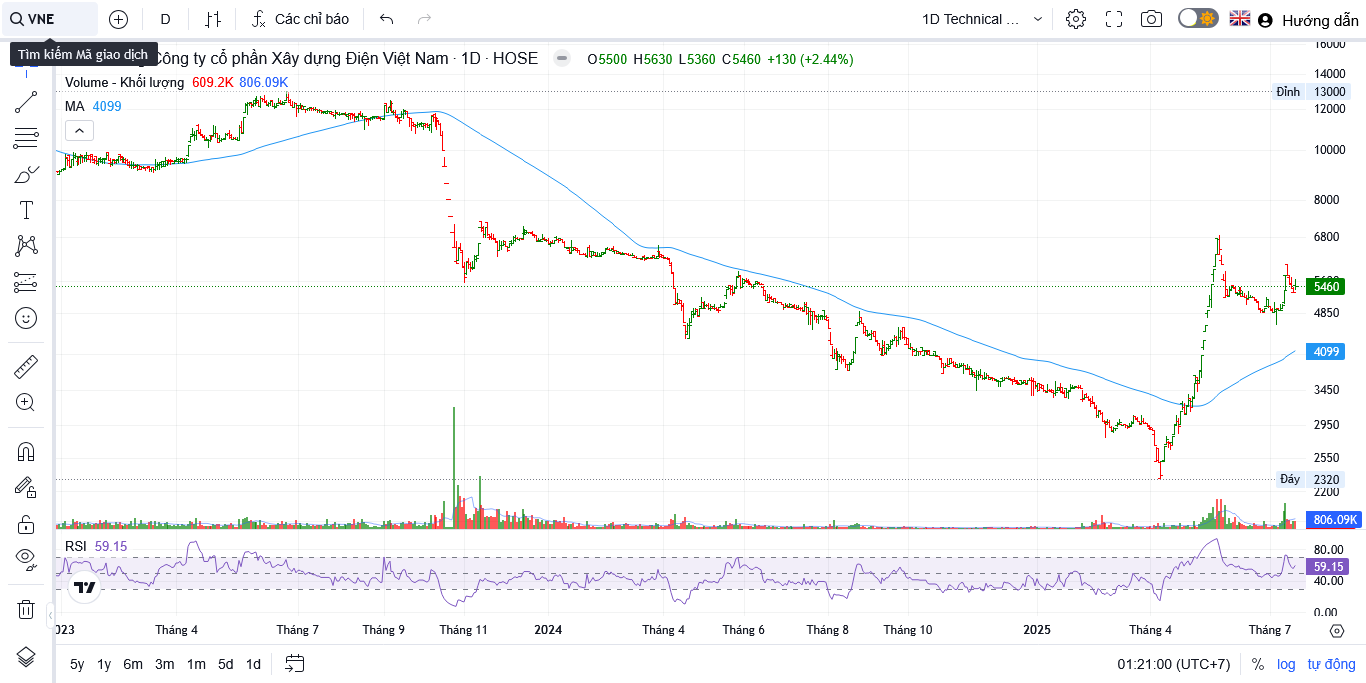 VNE D Các chỉ báo 1D Technical ... Hướng dẫn
Tìm kiếm Mã giao dịch
Công ty cổ phần Xây dựng Điện Việt Nam · 1D · HOSE O5500 H5630 L5360 C5460 +130 (+2.44%)
Volume - Khối lượng 609.2K 806.09K
MA 4099
16000
14000
Đỉnh 13000
12000
10000
8000
6800
5460
4850
4099
3450
2950
2550
Đáy 2320
2200
806.09K
RSI 59.15
80.00
59.15
40.00
0.00
023 Tháng 4 Tháng 7 Tháng 9 Tháng 11 2024 Tháng 4 Tháng 6 Tháng 8 Tháng 10 2025 Tháng 4 Tháng 7
5y 1y 6m 3m 1m 5d 1d 01:21:00 (UTC+7) % log tự động